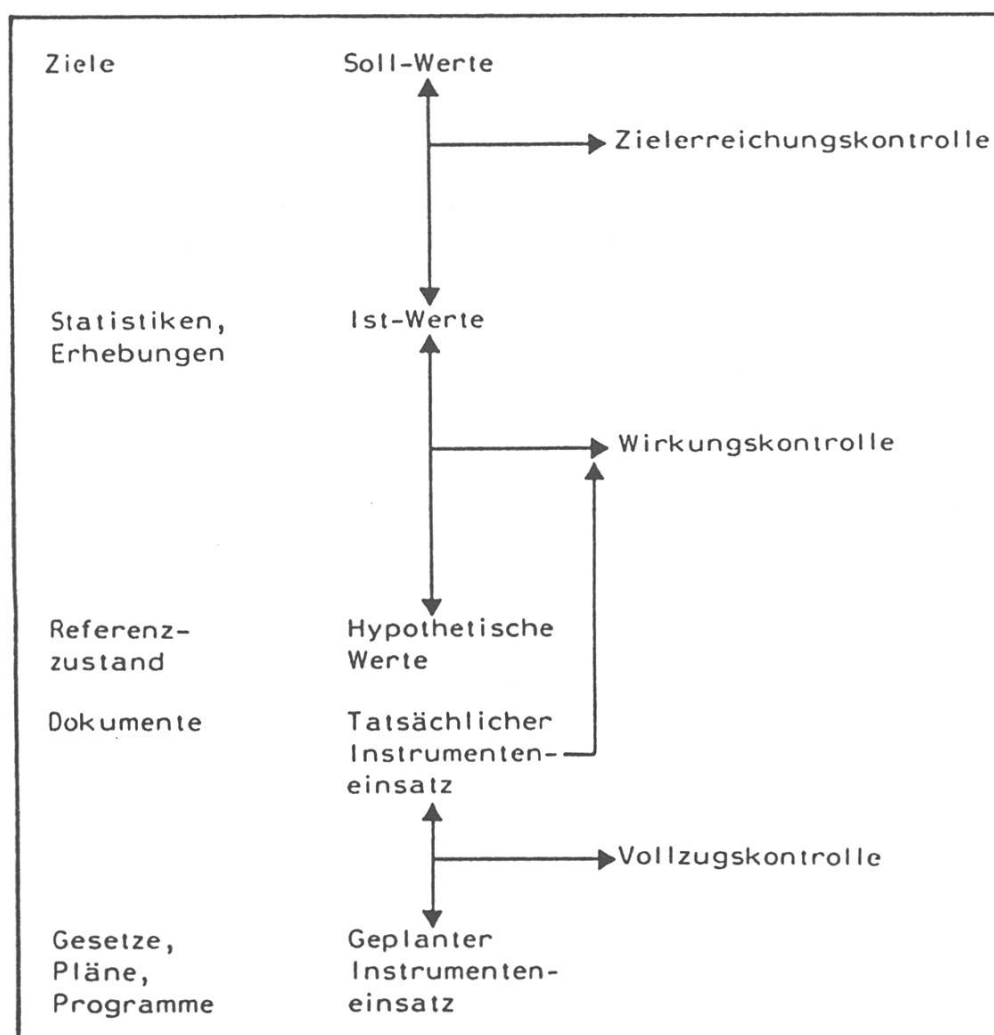 Ziele Soll-Werte
Zielerreichungskontrolle
Statistiken, Ist-Werte
Erhebungen
Wirkungskontrolle
Referenz- Hypothetische
zustand Werte
Dokumente Tatsächlicher
Instrumenten-
einsatz
Vollzugskontrolle
Gesetze, Geplanter
Pläne, Instrumenten-
Programme einsatz